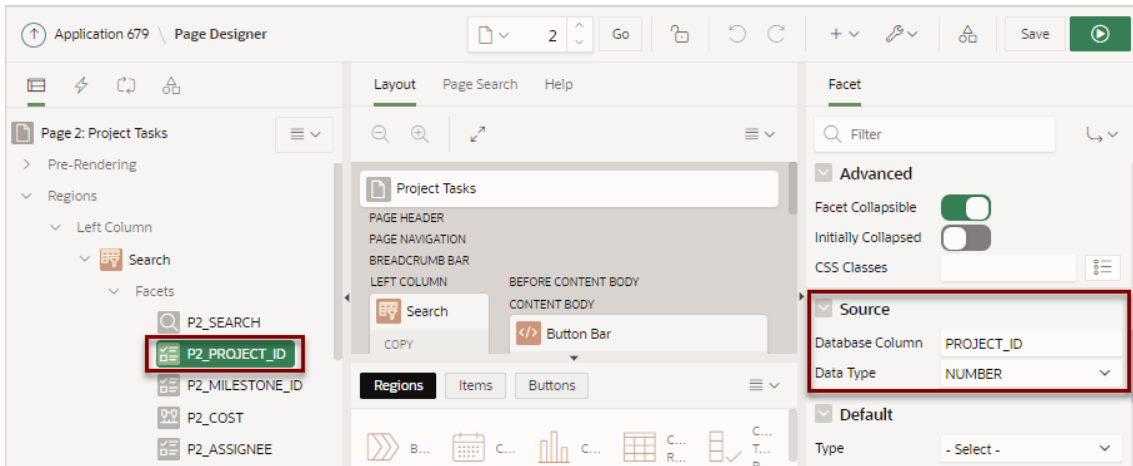 Application 679 \ Page Designer
2
Go
Save
Page 2: Project Tasks
Pre-Rendering
Regions
Left Column
Search
Facets
P2_SEARCH
P2_PROJECT_ID
P2_MILESTONE_ID
P2_COST
P2_ASSIGNEE
Layout Page Search Help
Project Tasks
PAGE HEADER
PAGE NAVIGATION
BREADCRUMB BAR
LEFT COLUMN BEFORE CONTENT BODY
Search CONTENT BODY
COPY Button Bar
Regions Items Buttons
B... C... C... C... R... C... T...
Facet
Filter
Advanced
Facet Collapsible
Initially Collapsed
CSS Classes
Source
Database Column PROJECT_ID
Data Type NUMBER
Default
Type - Select -